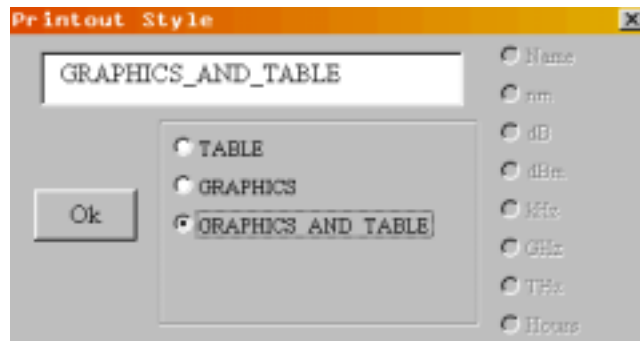 Printout Style
GRAPHICS_AND_TABLE
TABLE
GRAPHICS
GRAPHICS_AND_TABLE
Ok
Name
nm
dB
dBm
kHz
GHz
THz
Hours